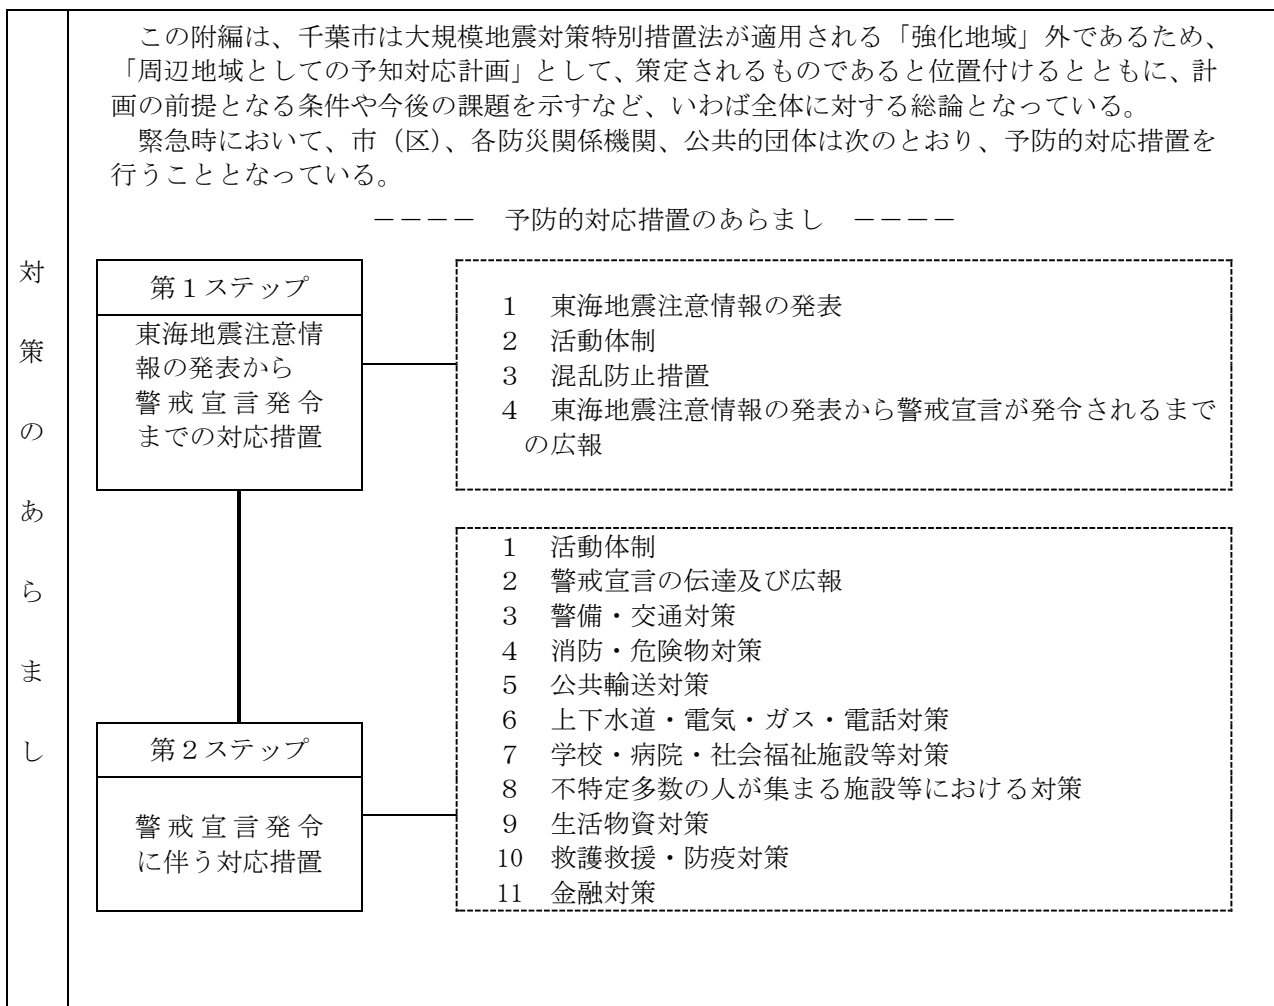 この附編は、千葉市は大規模地震対策特別措置法が適用される「強化地域」外であるため、
「周辺地域としての予知対応計画」として、策定されるものであると位置付けるとともに、計
画の前提となる条件や今後の課題を示すなど、いわば全体に対する総論となっている。
緊急時において、市（区）、各防災関係機関、公共的団体は次のとおり、予防的対応措置を
行うこととなっている。
－－－－　予防的対応措置のあらまし　－－－－
対策のあらまし
第１ステップ
東海地震注意情
報の発表から
警戒宣言発令
までの対応措置
１　東海地震注意情報の発表
２　活動体制
３　混乱防止措置
４　東海地震注意情報の発表から警戒宣言が発令されるまで
の広報
第２ステップ
警戒宣言発令
に伴う対応措置
１　活動体制
２　警戒宣言の伝達及び広報
３　警備・交通対策
４　消防・危険物対策
５　公共輸送対策
６　上下水道・電気・ガス・電話対策
７　学校・病院・社会福祉施設等対策
８　不特定多数の人が集まる施設等における対策
９　生活物資対策
10　救護救援・防疫対策
11　金融対策